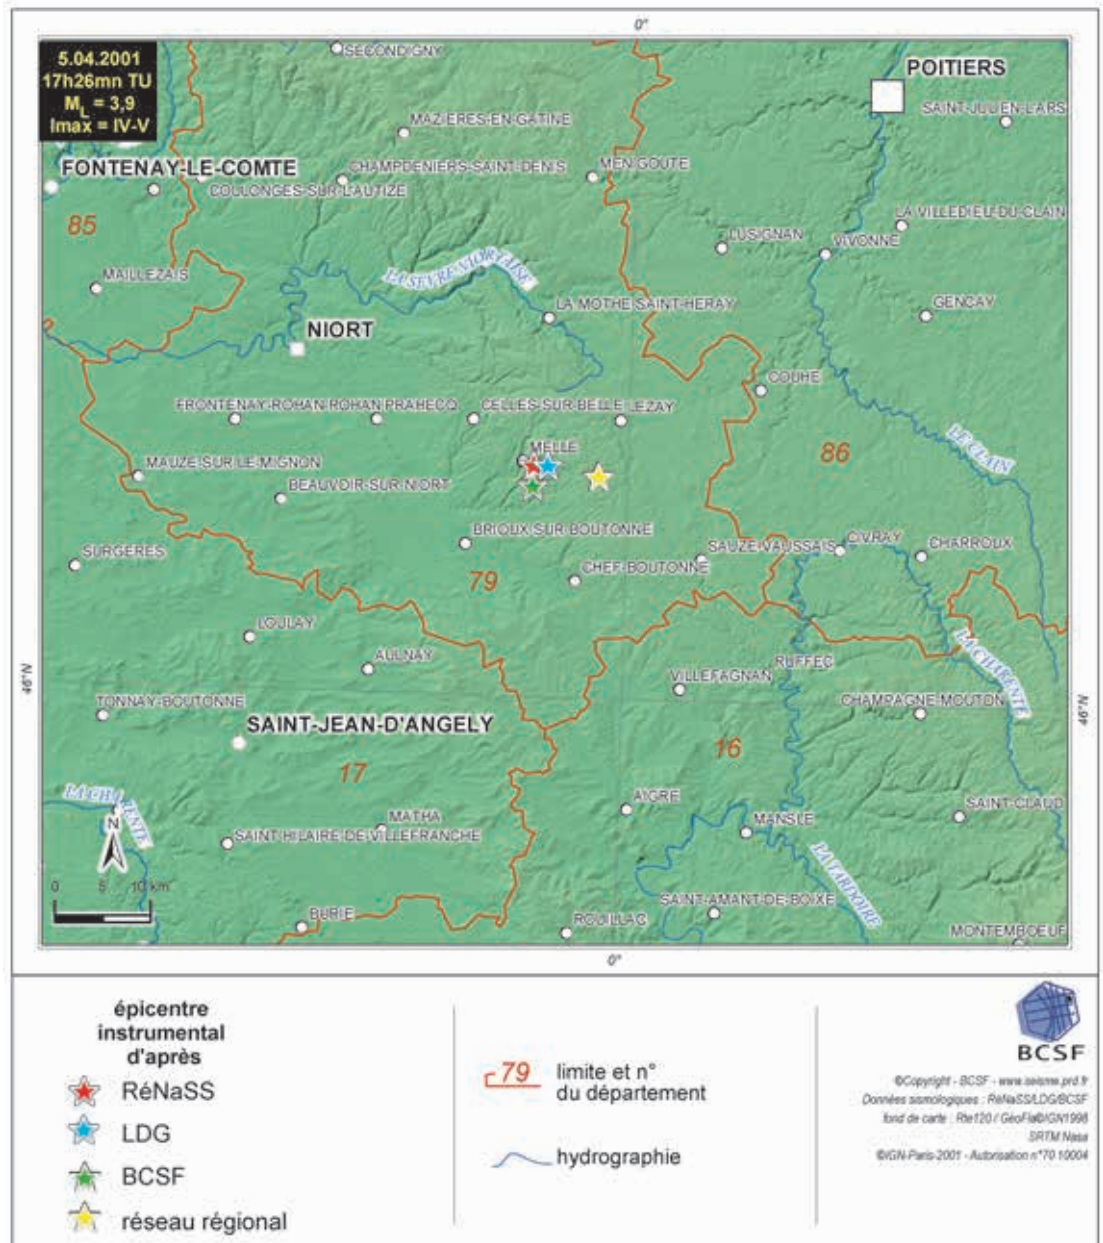 0°
5.04.2001
17h26mn TU
ML = 3,9
Imax = IV-V
SECONDIGNY
POITIERS
SAINT-JULIEN-LARS
MAZIERES-EN-GATINE
FONTENAY-LE-COMTE
CHAMPDENIERS-SAINT-DENIS
MENIGOUTE
COULONGES-SUR-L'AUTIZE
85
LA VILLEDIEU-DU-CLAIN
LUSIGNAN
VIVONNE
MAILLEZAIS
LA SEVRE NIORTAISE
LA MOTHE SAINT-HERAY
GENCAY
NIORT
COUHE
FRONTENAY-ROHAN-ROHAN
PRAHECQ
CELLES-SUR-BELLE
LEZAY
LE CLAIN
MELLE
86
MAUZE-SUR-LE-MIGNON
BEAUVOIR-SUR-NIORT
BRIOUX-SUR-BOUTONNE
SURGERES
SAUZE-VAUSSAIS
CIVRAY
CHARROUX
79
CHEF-BOUTONNE
LOULAY
AULNAY
RUFFEC
LA CHARENTE
VILLEFAGNAN
46°N
46°N
TONNAY-BOUTONNE
CHAMPAGNE-MOUTON
SAINT-JEAN-D'ANGELY
16
17
LA CHARENTE
AIGRE
SAINT-CLAUD
MATHA
MANSLE
N
SAINT-HILAIRE-DE-VILLEFRANCHE
LA TARDOIRE
0 5 10 km
SAINT-AMANT-DE-BOIXE
BURIE
ROUILLAC
MONTEMBOEUF
0°
épicentre
instrumental
d'après
RéNaSS
LDG
BCSF
réseau régional
79
limite et n°
du département
hydrographie
BCSF
©Copyright - BCSF - www.seisme.prd.fr
Données sismologiques : RéNaSS/LDG/BCSF
fond de carte : Rte120 / GéoFla©IGN1998
SRTM Nasa
©IGN-Paris-2001 - Autorisation n°70 10004